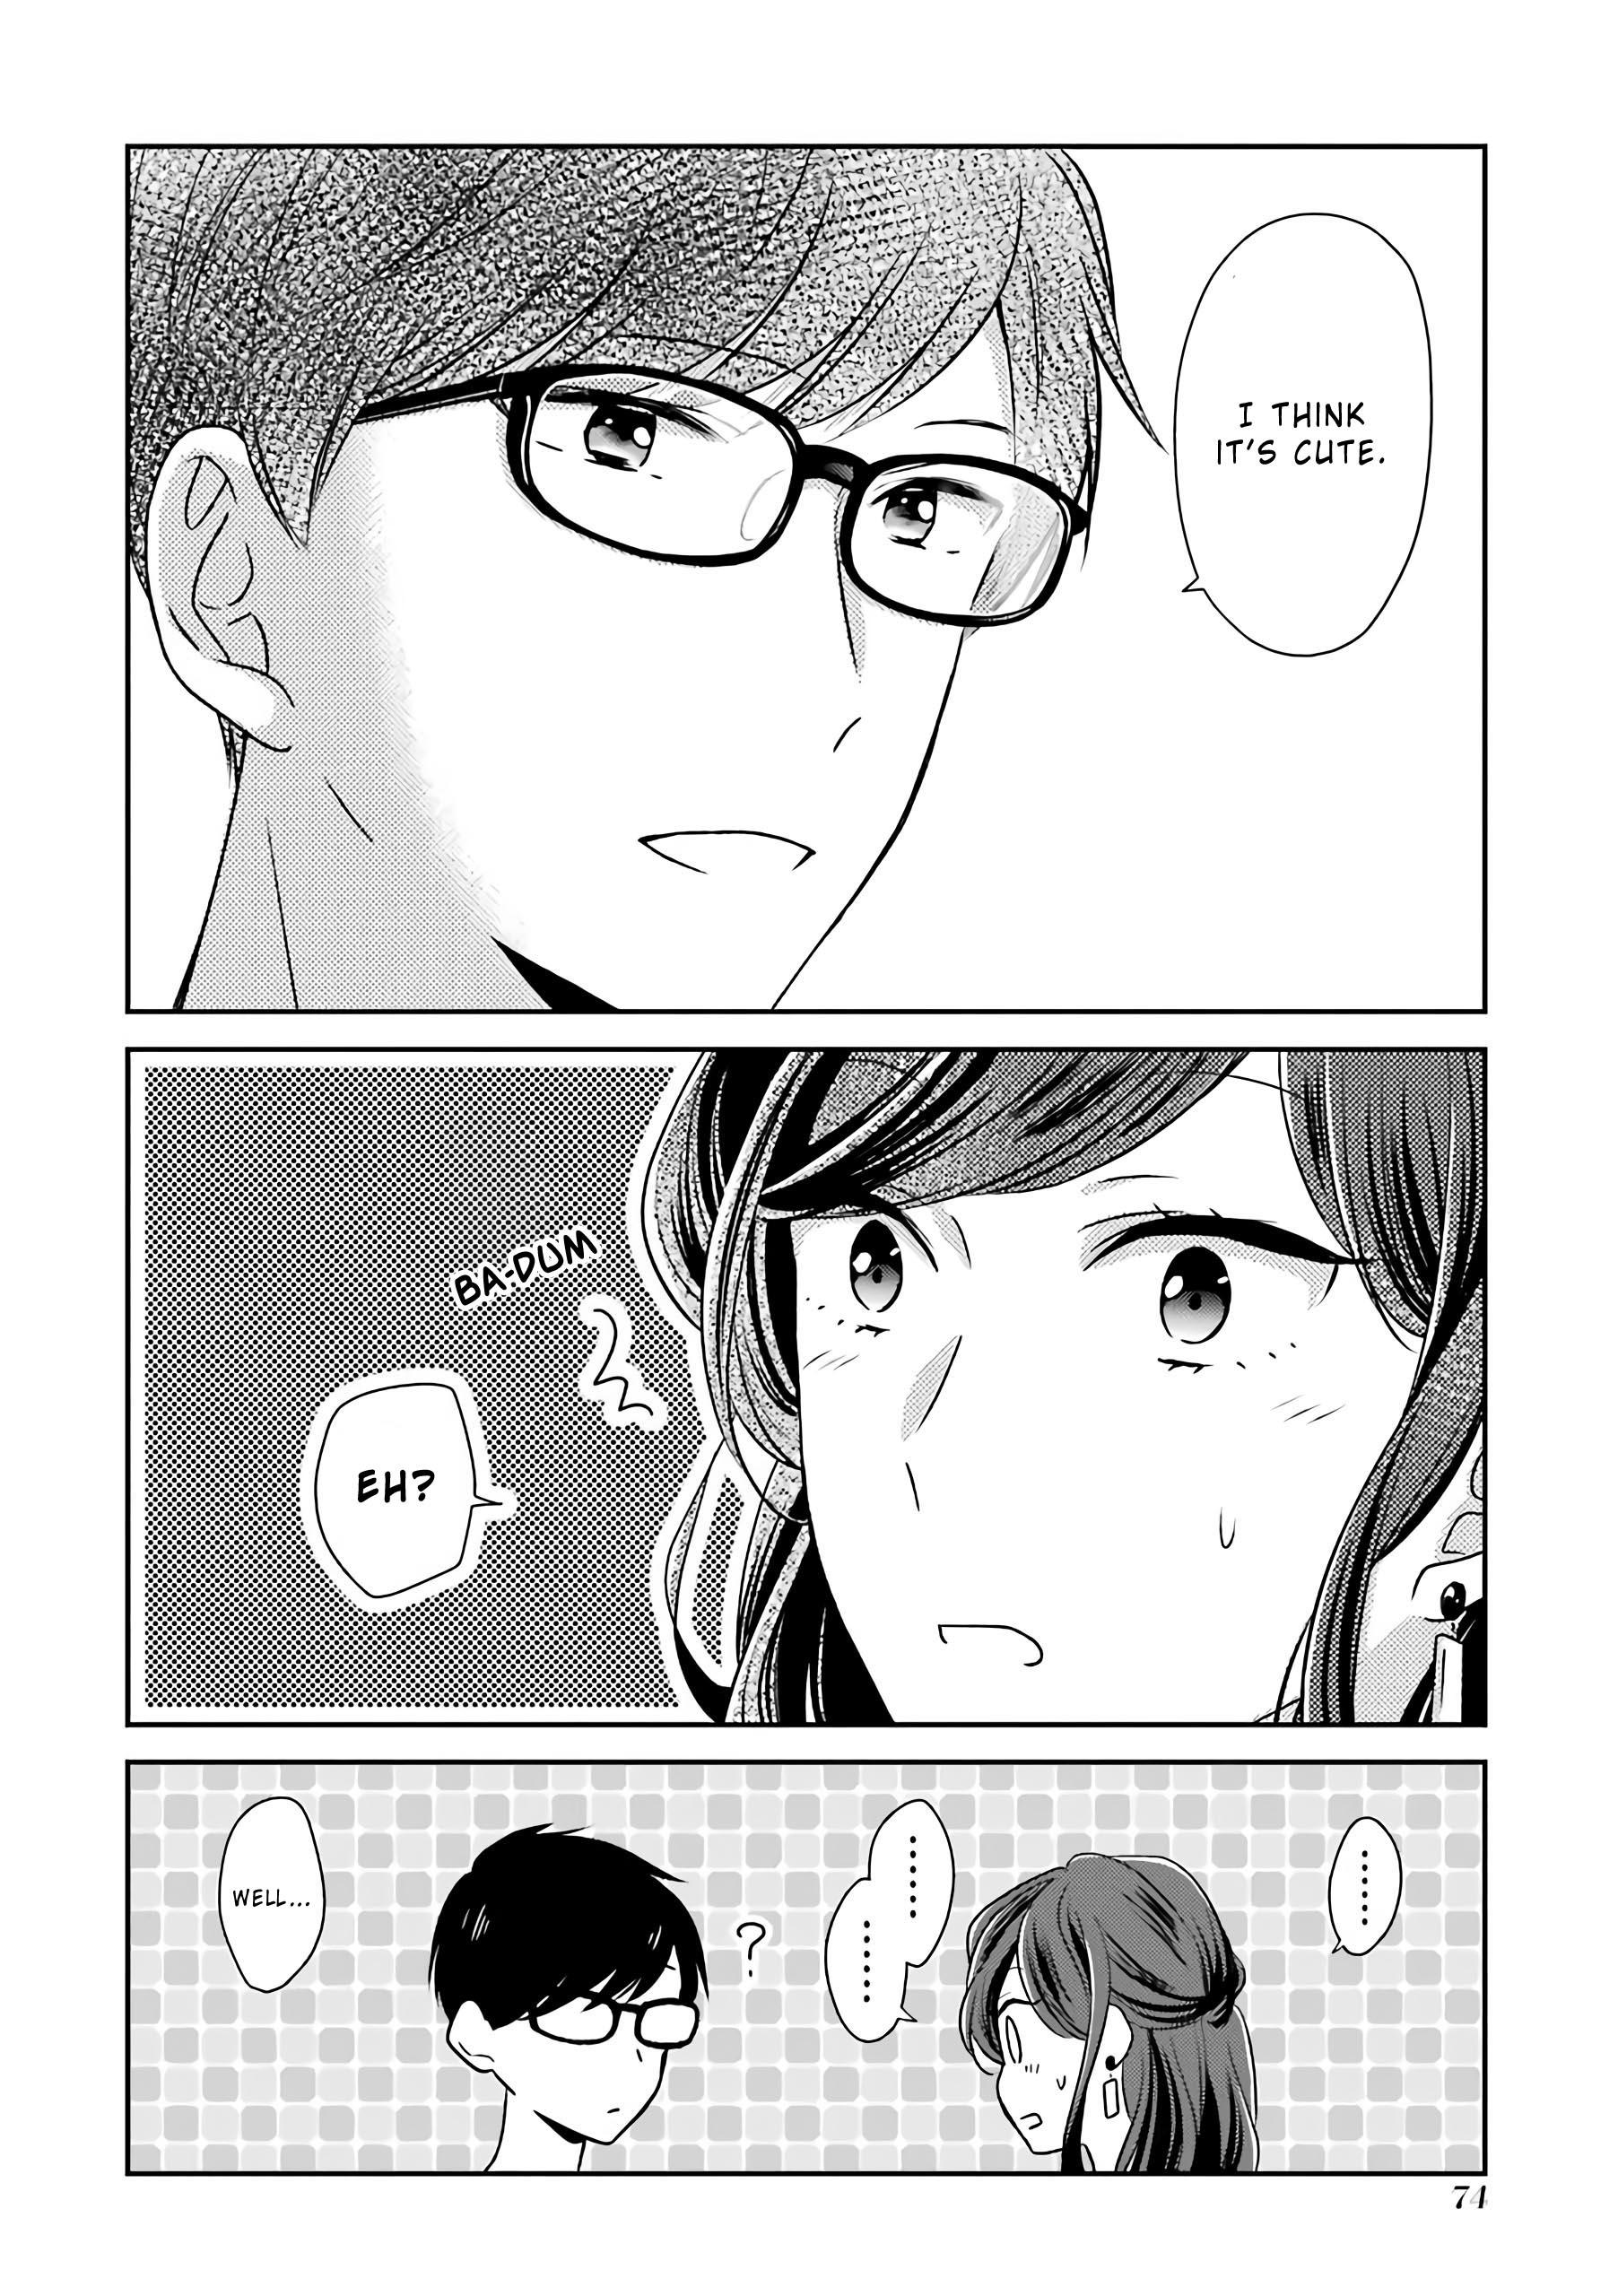 I THINK
IT'S CUTE.
BA-DUM
EH?
.......
.......
.......
?
WELL...
74